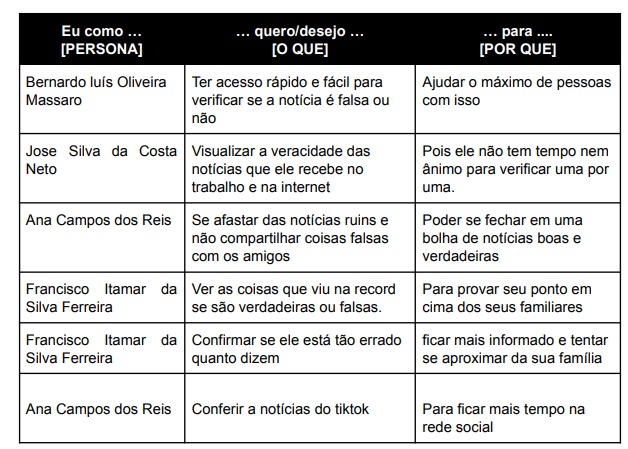 Eu como … … quero/desejo … … para ....
[PERSONA] [O QUE] [POR QUE]
Bernardo luís Oliveira
Massaro
Ter acesso rápido e fácil para
verificar se a notícia é falsa ou
não
Ajudar o máximo de pessoas
com isso
Jose Silva da Costa
Neto
Visualizar a veracidade das
notícias que ele recebe no
trabalho e na internet
Pois ele não tem tempo nem
ânimo para verificar uma por
uma.
Ana Campos dos Reis
Se afastar das notícias ruins e
não compartilhar coisas falsas
com os amigos
Poder se fechar em uma
bolha de notícias boas e
verdadeiras
Francisco Itamar da
Silva Ferreira
Ver as coisas que viu na record
se são verdadeiras ou falsas.
Para provar seu ponto em
cima dos seus familiares
Francisco Itamar da
Silva Ferreira
Confirmar se ele está tão errado
quanto dizem
ficar mais informado e tentar
se aproximar da sua família
Ana Campos dos Reis
Conferir a notícias do tiktok
Para ficar mais tempo na
rede social